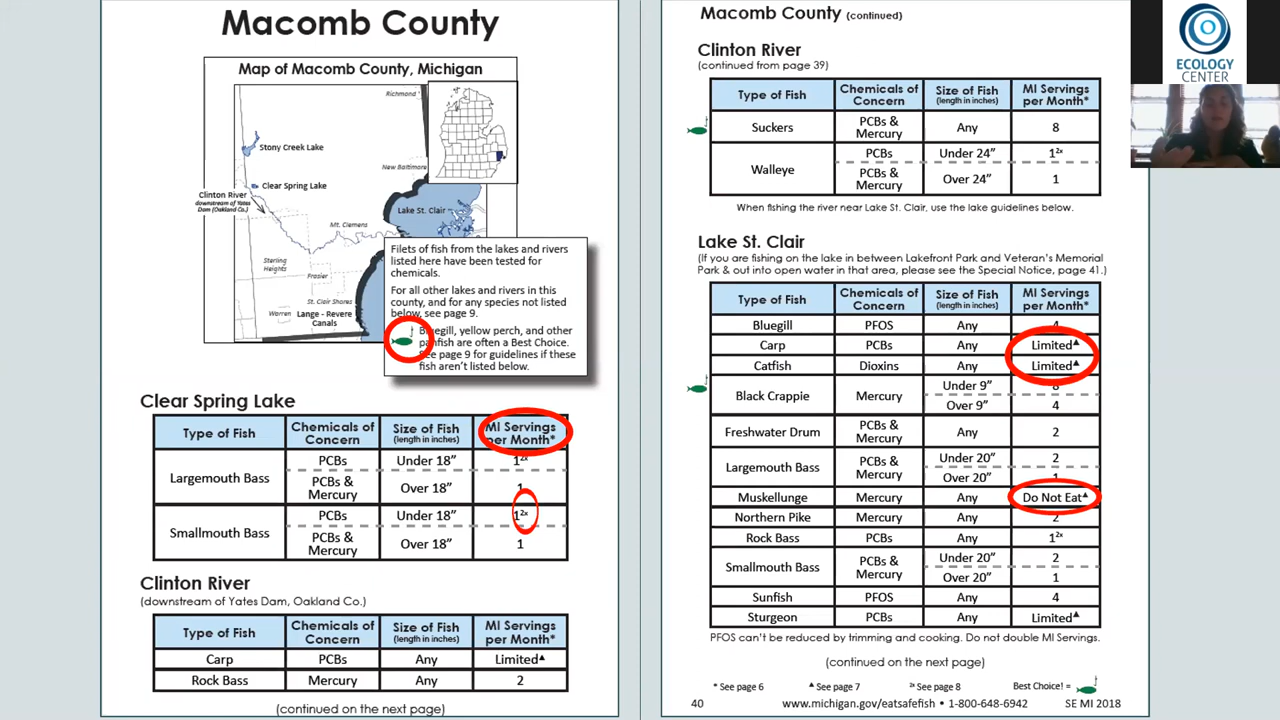 Macomb County
Map of Macomb County, Michigan
Richmond
Stony Creek Lake
New Baltimore
Clear Spring Lake
Clinton River
downstream of Yates
Dam (Oakland Co.)
Lake St. Clair
Mt. Clemens
Sterling
Heights
Fraser
St. Clair Shores
Warren
Lange - Revere
Canals
Filets of fish from the lakes and rivers
listed here have been tested for
chemicals.
For all other lakes and rivers in this
county, and for any species not listed
below, see page 9.
Bluegill, yellow perch, and other
panfish are often a Best Choice.
See page 9 for guidelines if these
fish aren't listed below.
Clear Spring Lake
Type of Fish Chemicals of Concern Size of Fish (length in inches) MI Servings per Month*
Largemouth Bass PCBs Under 18" 1 2x
PCBs & Mercury Over 18" 1
Smallmouth Bass PCBs Under 18" 1 2x
PCBs & Mercury Over 18" 1
Clinton River
(downstream of Yates Dam, Oakland Co.)
Type of Fish Chemicals of Concern Size of Fish (length in inches) MI Servings per Month*
Carp PCBs Any Limited▲
Rock Bass Mercury Any 2
(continued on the next page)
Macomb County (continued)
Clinton River
(continued from page 39)
Type of Fish Chemicals of Concern Size of Fish (length in inches) MI Servings per Month*
Suckers PCBs & Mercury Any 8
Walleye PCBs Under 24" 1 2x
PCBs & Mercury Over 24" 1
When fishing the river near Lake St. Clair, use the lake guidelines below.
Lake St. Clair
(If you are fishing on the lake in between Lakefront Park and Veteran's Memorial
Park & out into open water in that area, please see the Special Notice, page 41.)
Type of Fish Chemicals of Concern Size of Fish (length in inches) MI Servings per Month*
Bluegill PFOS Any 4
Carp PCBs Any Limited▲
Catfish Dioxins Any Limited▲
Black Crappie Mercury Under 9" 8
Over 9" 4
Freshwater Drum PCBs & Mercury Any 2
Largemouth Bass PCBs & Mercury Under 20" 2
Over 20" 1
Muskellunge Mercury Any Do Not Eat▲
Northern Pike Mercury Any 2
Rock Bass PCBs Any 1 2x
Smallmouth Bass PCBs & Mercury Under 20" 2
Over 20" 1
Sunfish PFOS Any 4
Sturgeon PCBs Any Limited▲
PFOS can't be reduced by trimming and cooking. Do not double MI Servings.
(continued on the next page)
* See page 6 ▲ See page 7 2x See page 8 Best Choice! =
40 www.michigan.gov/eatsafefish • 1-800-648-6942 SE MI 2018
ECOLOGY
CENTER